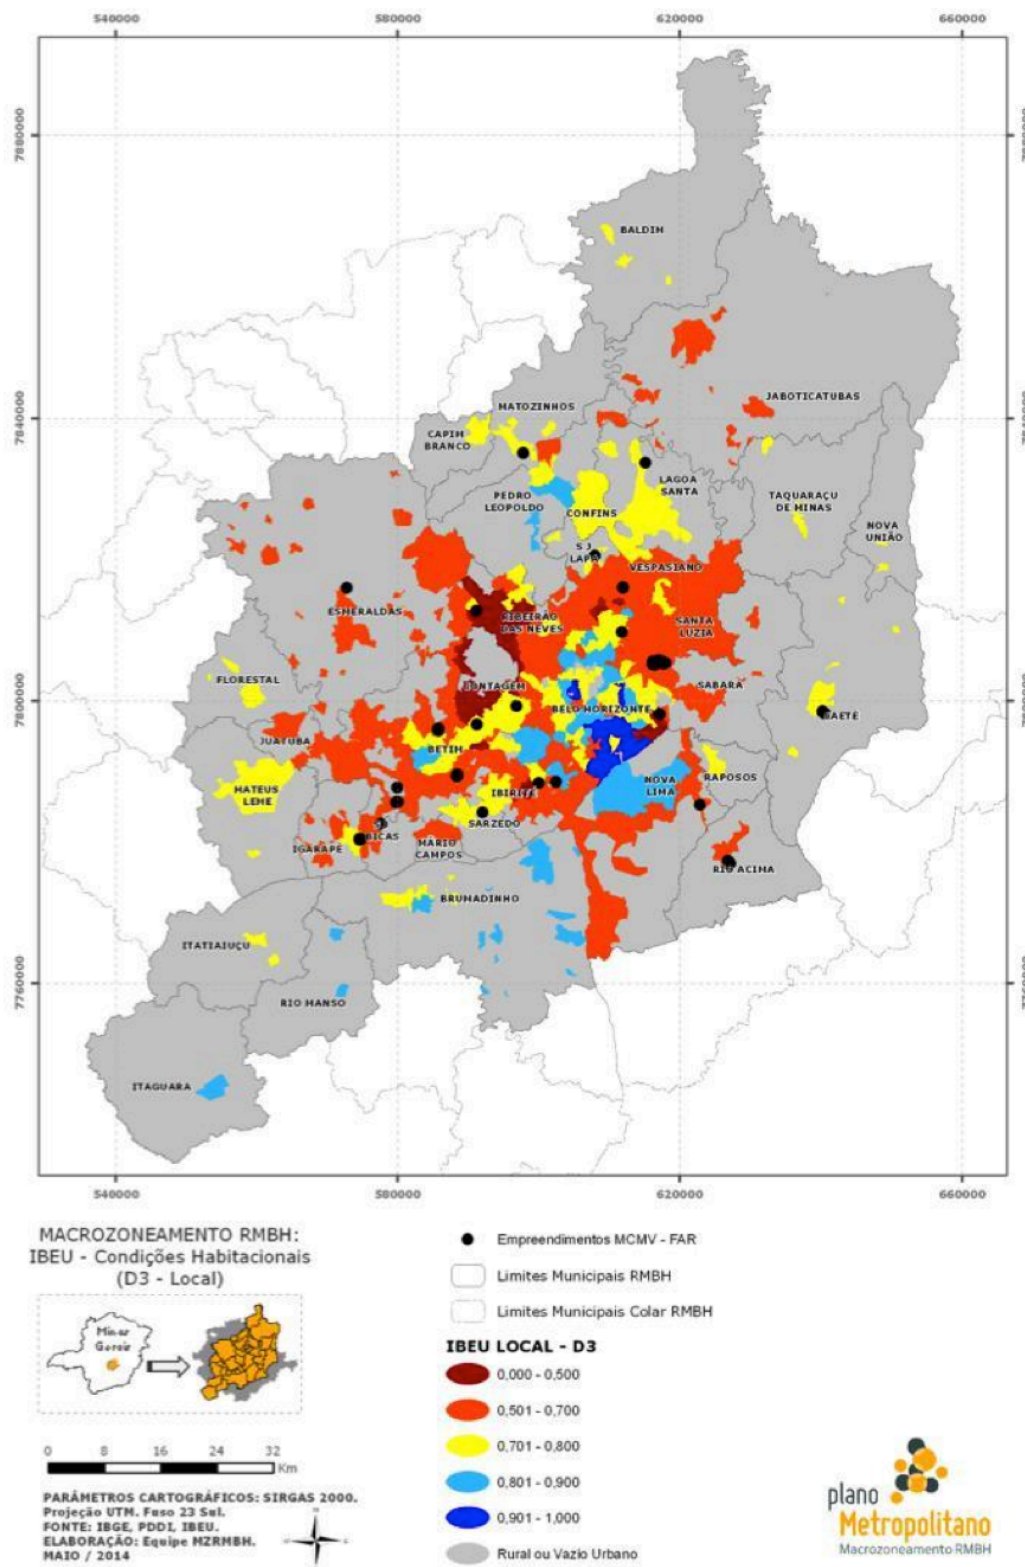 540000 580000 620000 660000
7880000
BALDIM
MATOZINHOS
JABOTICATUBAS
7840000
CAPIM
BRANCO
LAGOA
SANTA
PEDRO
LEOPOLDO
TAQUARAÇU
DE MINAS
CONFINS
NOVA
UNIÃO
S J
LAPA
VESPASIANO
ESMERALDAS
RIBEIRÃO
DAS NEVES
SANTA
LUZIA
FLORESTAL
SABARÁ
7800000
BELO HORIZONTE
JUATUBA
BETIM
RAPOSOS
NOVA
LIMA
MATEUS
LEME
IBIRITÉ
SARZEDO
BICAS
IGARAPÉ
MARIO
CAMPOS
RIO ACIMA
BRUMADINHO
ITATIAIUÇU
7760000
RIO MANSO
ITAGUARA
540000 580000 620000 660000
MACROZONEAMENTO RMBH:
IBEU - Condições Habitacionais
(D3 - Local)
Minas
Gerais
0 8 16 24 32
Km
PARÂMETROS CARTOGRÁFICOS: SIRGAS 2000.
Projeção UTM. Fuso 23 Sul.
FONTE: IBGE, PDDI, IBEU.
ELABORAÇÃO: Equipe MZRMBH.
MAIO / 2014
Empreendimentos MCMV - FAR
Limites Municipais RMBH
Limites Municipais Colar RMBH
IBEU LOCAL - D3
0,000 - 0,500
0,501 - 0,700
0,701 - 0,800
0,801 - 0,900
0,901 - 1,000
Rural ou Vazio Urbano
plano
Metropolitano
Macrozoneamento RMBH